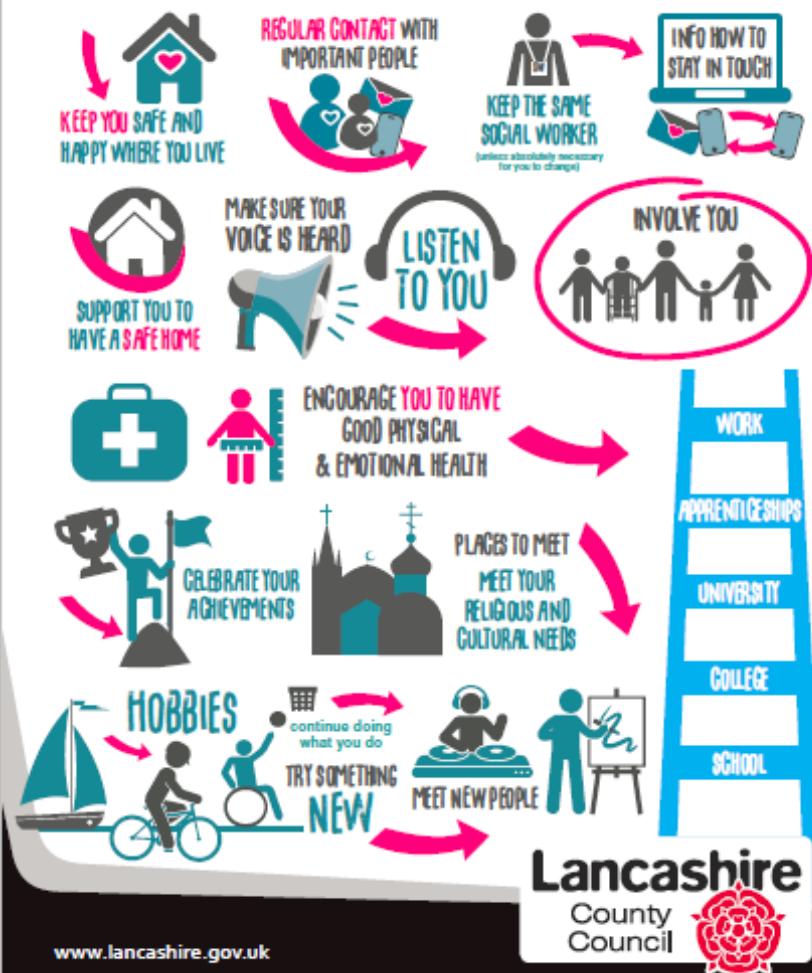 KEEP YOU SAFE AND
HAPPY WHERE YOU LIVE
REGULAR CONTACT WITH
IMPORTANT PEOPLE
SW
KEEP THE SAME
SOCIAL WORKER
(unless absolutely necessary
for you to change)
INFO HOW TO
STAY IN TOUCH
SUPPORT YOU TO
HAVE A SAFE HOME
MAKE SURE YOUR
VOICE IS HEARD
LISTEN
TO YOU
INVOLVE YOU
ENCOURAGE YOU TO HAVE
GOOD PHYSICAL
& EMOTIONAL HEALTH
CELEBRATE YOUR
ACHIEVEMENTS
PLACES TO MEET
MEET YOUR
RELIGIOUS AND
CULTURAL NEEDS
WORK
APPRENTICESHIPS
UNIVERSITY
COLLEGE
SCHOOL
HOBBIES
continue doing
what you do
TRY SOMETHING
NEW
MEET NEW PEOPLE
Lancashire
County
Council
www.lancashire.gov.uk